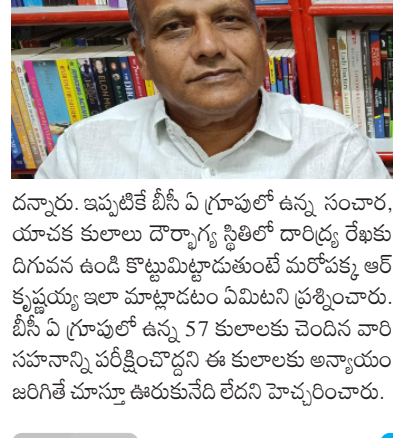 ELON
దన్నారు. ఇప్పటికే బీసీ ఏ గ్రూపులో ఉన్న సంచార,
యాచక కులాలు దౌర్భాగ్య స్థితిలో దారిద్ర్య రేఖకు
దిగువన ఉండి కొట్టుమిట్టాడుతుంటే మరోపక్క ఆర్
కృష్ణయ్య ఇలా మాట్లాడటం ఏమిటని ప్రశ్నించారు.
బీసీ ఏ గ్రూపులో ఉన్న 57 కులాలకు చెందిన వారి
సహనాన్ని పరీక్షించొద్దని ఈ కులాలకు అన్యాయం
జరిగితే చూస్తూ ఊరుకునేది లేదని హెచ్చరించారు.